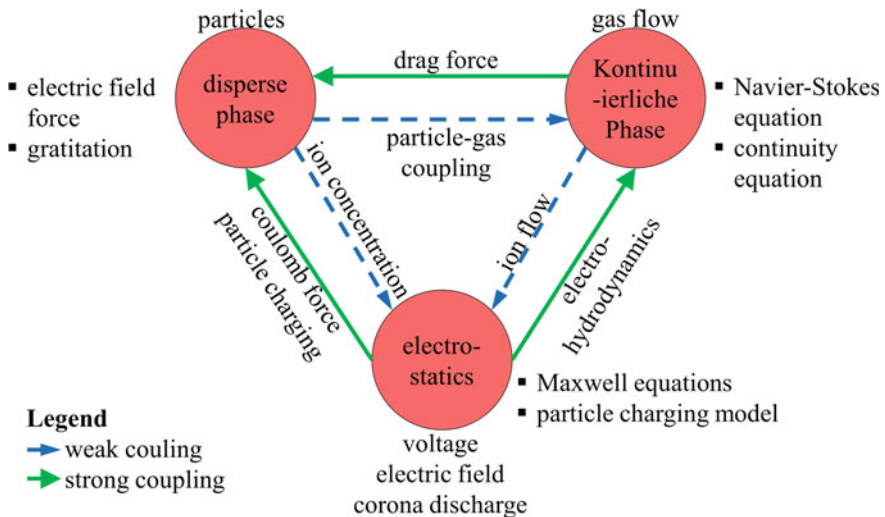 particles
gas flow
disperse
phase
Kontinu
-ierliche
Phase
drag force
particle-gas
coupling
▪ electric field
force
▪ gratitation
▪ Navier-Stokes
equation
▪ continuity
equation
ion concentration
coulomb force
particle charging
ion flow
electro-
hydrodynamics
electro-
statics
▪ Maxwell equations
▪ particle charging model
voltage
electric field
corona discharge
Legend
weak couling
strong coupling